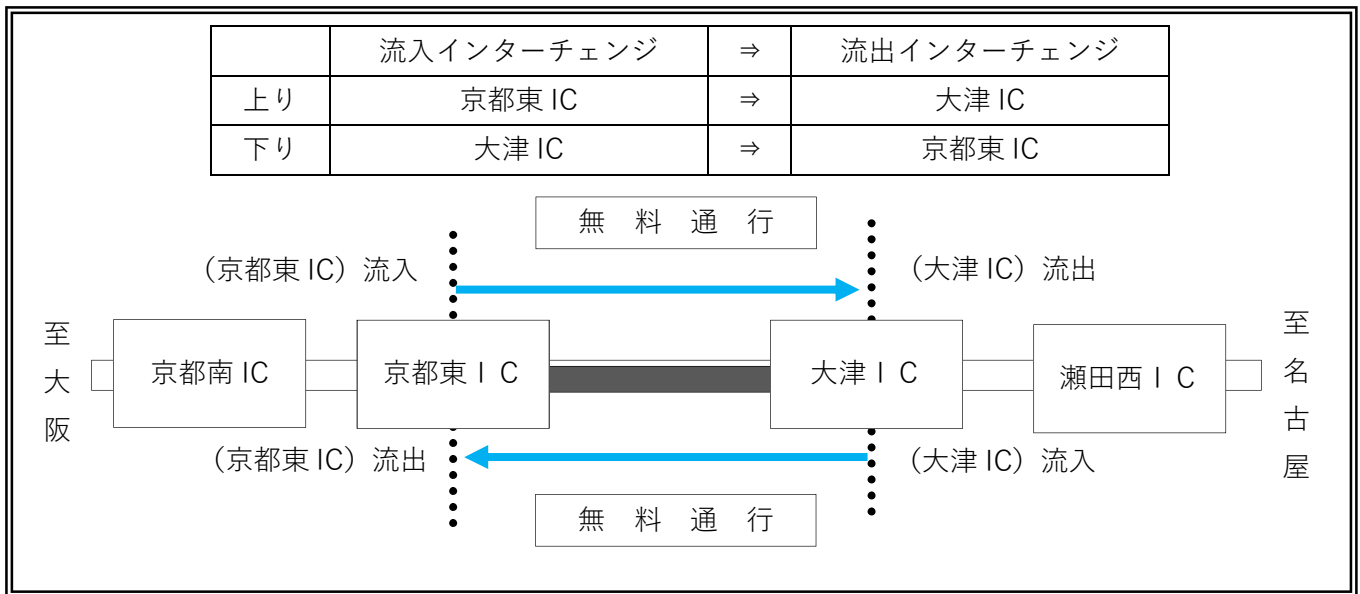 流入インターチェンジ ⇒ 流出インターチェンジ
上り 京都東 IC ⇒ 大津 IC
下り 大津 IC ⇒ 京都東 IC
無 料 通 行
(京都東 IC) 流入 (大津 IC) 流出
至大阪
京都南 IC 京都東ＩＣ 大津ＩＣ 瀬田西ＩＣ
至名古屋
(京都東 IC) 流出 (大津 IC) 流入
無 料 通 行